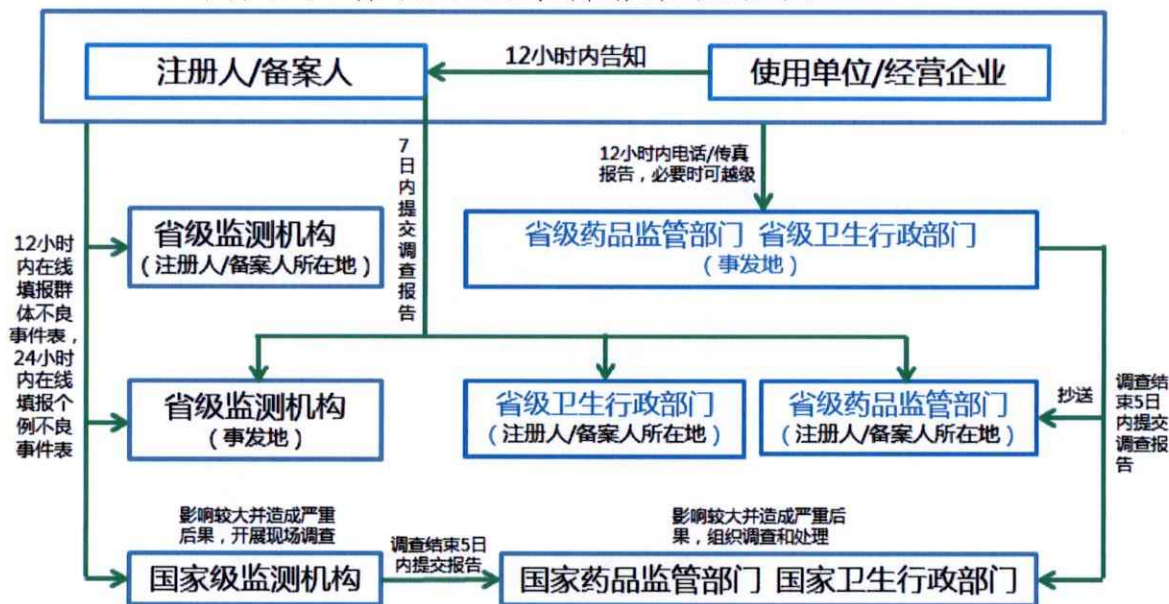 注册人/备案人
12小时内告知
使用单位/经营企业
7
日
内
提
交
调
查
报
告
12小时内电话/传真
报告，必要时可越级
省级监测机构
（注册人/备案人所在地）
省级药品监管部门 省级卫生行政部门
（事发地）
12小时
内在线
填报群
体不良
事件表，
24小时
内在线
填报个
例不良
事件表
省级监测机构
（事发地）
省级卫生行政部门
（注册人/备案人所在地）
省级药品监管部门
（注册人/备案人所在地）
抄送
调查结
束5日
内提交
调查报
告
影响较大并造成严重
后果，开展现场调查
国家级监测机构
调查结束5日
内提交报告
影响较大并造成严重后
果，组织调查和处理
国家药品监管部门 国家卫生行政部门